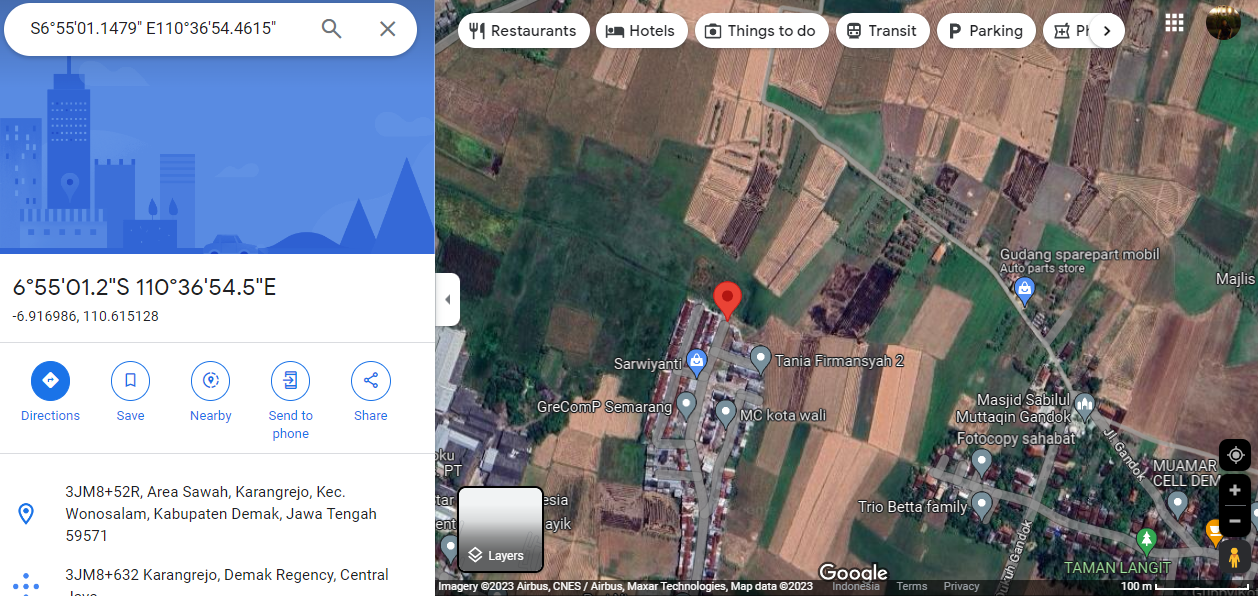 S6°55'01.1479" E110°36'54.4615"
Restaurants
Hotels
Things to do
Transit
Parking
6°55'01.2"S 110°36'54.5"E
-6.916986, 110.615128
Directions
Save
Nearby
Send to
phone
Share
3JM8+52R, Area Sawah, Karangrejo, Kec.
Wonosalam, Kabupaten Demak, Jawa Tengah
59571
3JM8+632 Karangrejo, Demak Regency, Central
Gudang sparepart mobil
Auto parts store
Majlis
Sarwiyanti
Tania Firmansyah 2
GreComP Semarang
MC kota wali
Masjid Sabilul
Muttaqin Gandok
Fotocopy sahabat
Jl. Gandok
MUAMAR
CELL DEM
PT
Trio Betta family
esia
ayik
Layers
TAMAN LANGIT
Google
Imagery ©2023 Airbus, CNES / Airbus, Maxar Technologies, Map data ©2023
Indonesia
Terms
Privacy
100 m